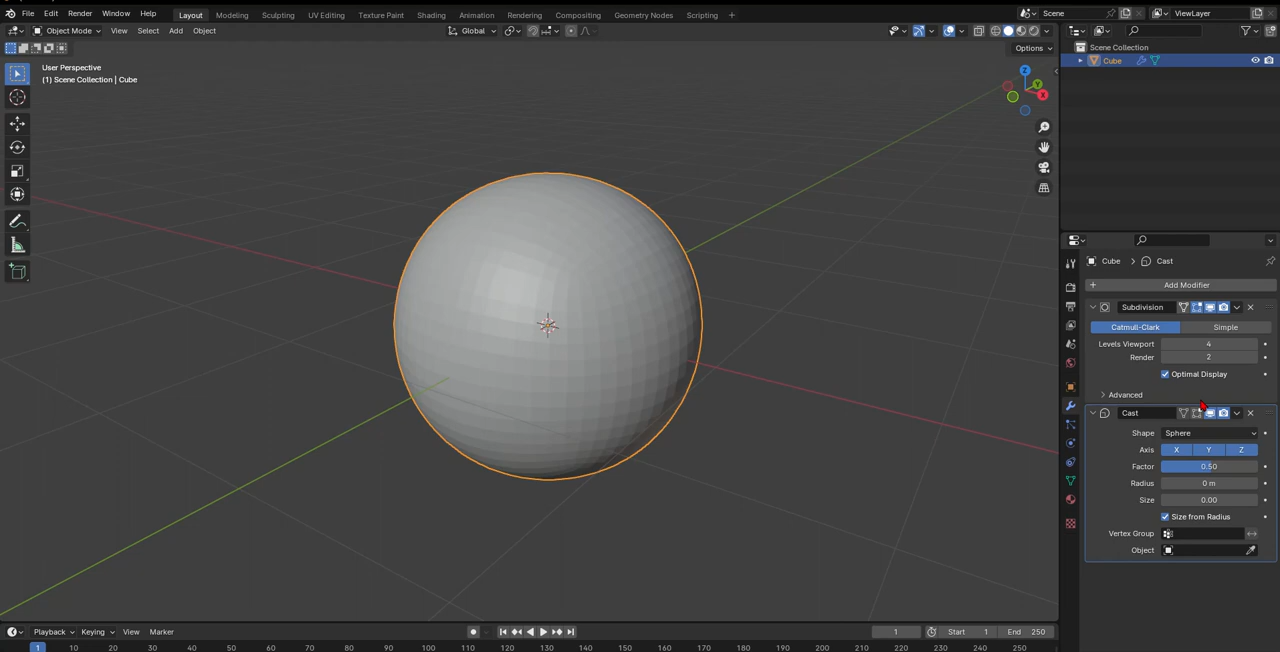 File Edit Render Window Help Layout Modeling Sculpting UV Editing Texture Paint Shading Animation Rendering Compositing Geometry Nodes Scripting + Scene ViewLayer
Object Mode View Select Add Object Global
Options
User Perspective
(1) Scene Collection | Cube
Z
Y
X
Scene Collection
Cube
Cube > Cast
+ Add Modifier
Subdivision
Catmull-Clark Simple
Levels Viewport 4
Render 2
Optimal Display
Advanced
Cast
Shape Sphere
Axis X Y Z
Factor 0.50
Radius 0 m
Size 0.00
Size from Radius
Vertex Group
Object
Playback Keying View Marker 1 Start 1 End 250
1 10 20 30 40 50 60 70 80 90 100 110 120 130 140 150 160 170 180 190 200 210 220 230 240 250